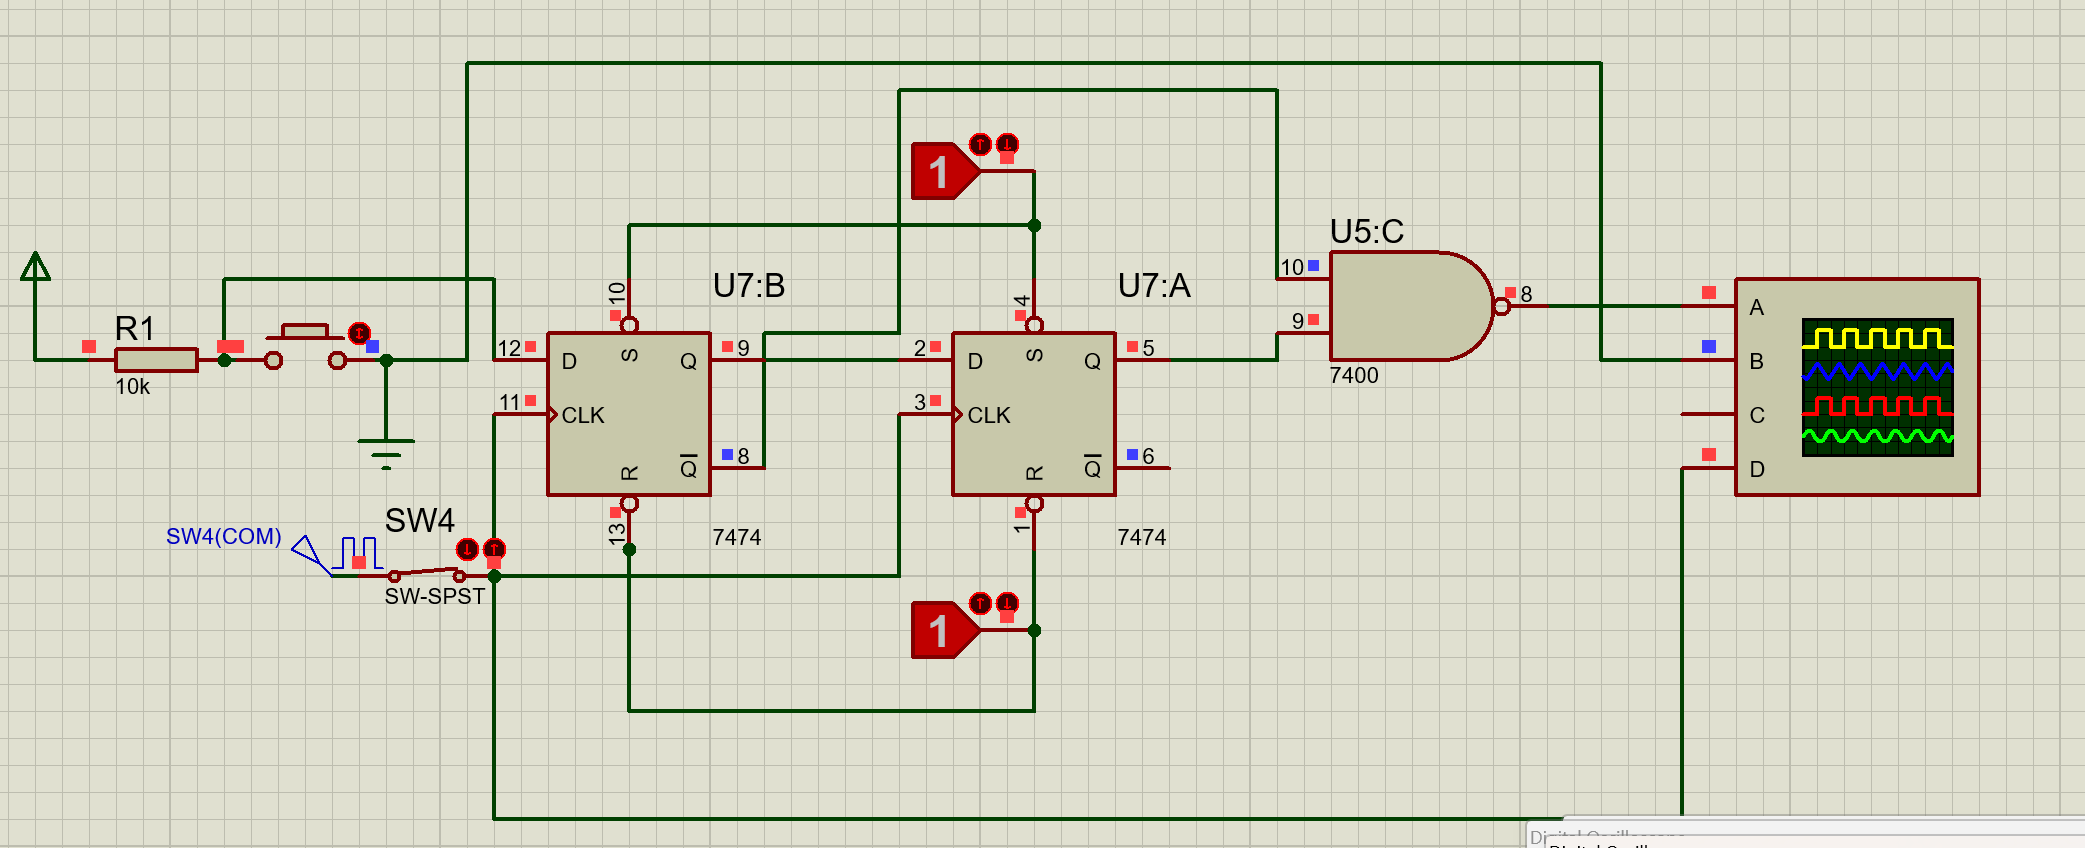 1
U5:C
U7:B
U7:A
10
4
10
R1
10k
12
D
S
Q
9
2
D
S
Q
5
9
8
7400
A
B
C
D
11
CLK
3
CLK
R
Q
8
R
Q
6
13
7474
1
7474
SW4
SW4(COM)
SW-SPST
1